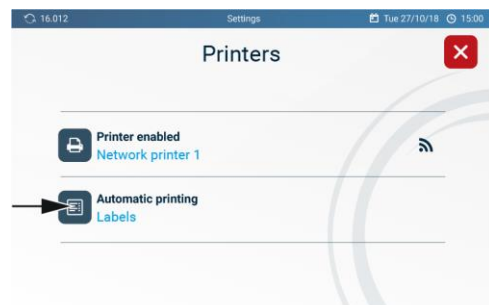 16.012 Settings Tue 27/10/18 15:00
Printers
Printer enabled
Network printer 1
Automatic printing
Labels